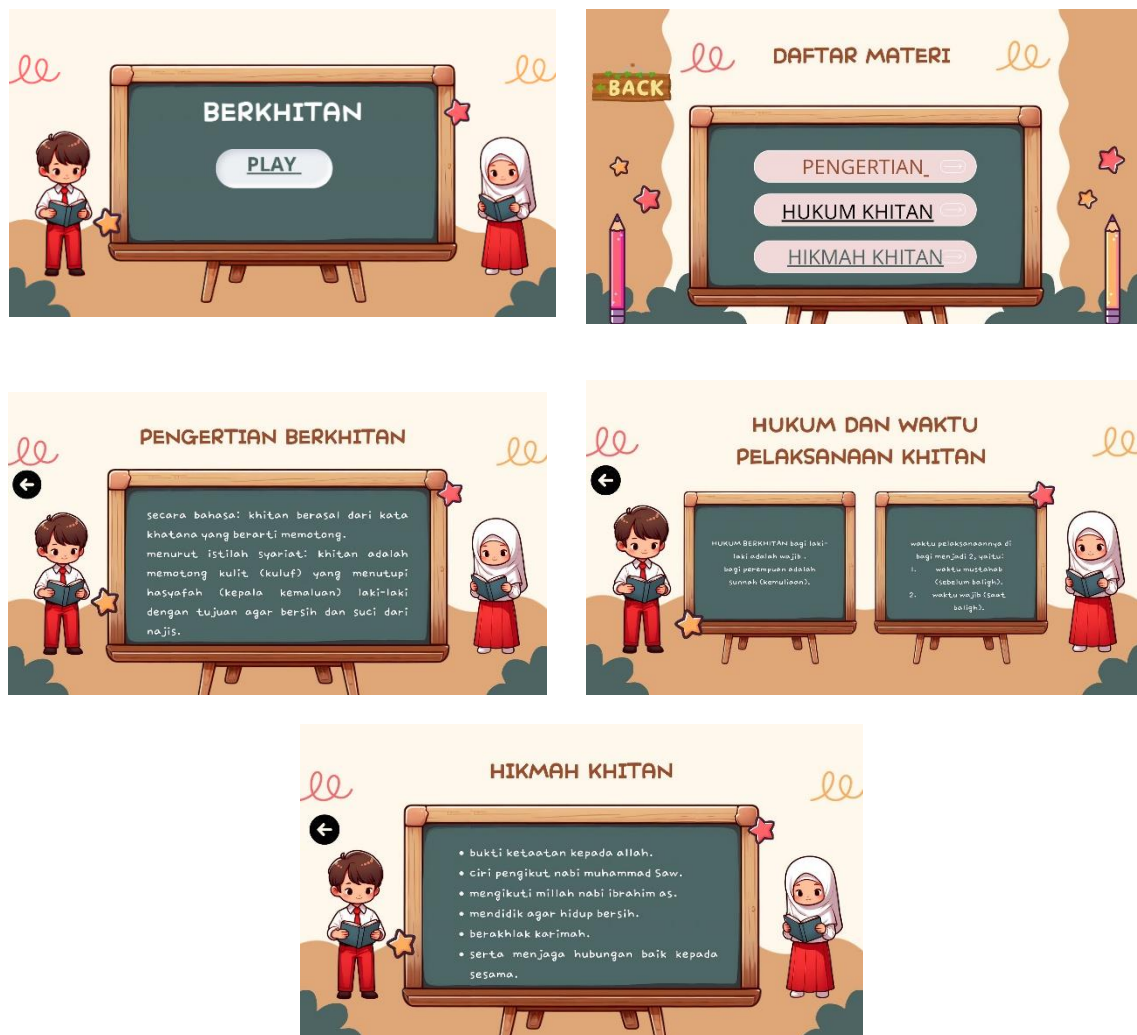 BERKHITAN
PLAY
DAFTAR MATERI
BACK
PENGERTIAN
HUKUM KHITAN
HIKMAH KHITAN
PENGERTIAN BERKHITAN
secara bahasa: khitan berasal dari kata
khatana yang berarti memotong.
menurut istilah syariat: khitan adalah
memotong kulit (kuluf) yang menutupi
hasyafah (kepala kemaluan) laki-laki
dengan tujuan agar bersih dan suci dari
najis.
HUKUM DAN WAKTU
PELAKSANAAN KHITAN
HUKUM BERKHITAN bagi laki-
laki adalah wajib .
bagi perempuan adalah
sunnah (kemuliaan).
waktu pelaksanaannya di
bagi menjadi 2, yaitu:
1. waktu mustahab
(sebelum baligh).
2. waktu wajib (saat
baligh).
HIKMAH KHITAN
• bukti ketaatan kepada allah.
• ciri pengikut nabi muhammad Saw.
• mengikuti millah nabi ibrahim as.
• mendidik agar hidup bersih.
• berakhlak karimah.
• serta menjaga hubungan baik kepada
sesama.